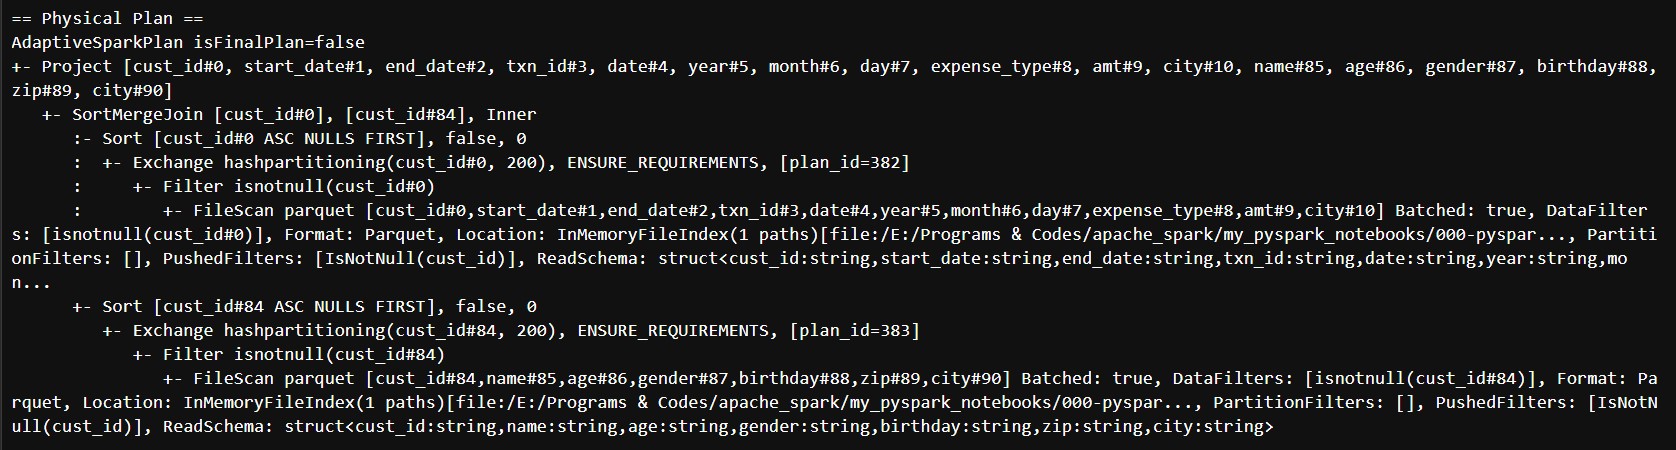 == Physical Plan ==
AdaptiveSparkPlan isFinalPlan=false
+- Project [cust_id#0, start_date#1, end_date#2, txn_id#3, date#4, year#5, month#6, day#7, expense_type#8, amt#9, city#10, name#85, age#86, gender#87, birthday#88,
zip#89, city#90]
   +- SortMergeJoin [cust_id#0], [cust_id#84], Inner
      :- Sort [cust_id#0 ASC NULLS FIRST], false, 0
      :  +- Exchange hashpartitioning(cust_id#0, 200), ENSURE_REQUIREMENTS, [plan_id=382]
      :     +- Filter isnotnull(cust_id#0)
      :        +- FileScan parquet [cust_id#0,start_date#1,end_date#2,txn_id#3,date#4,year#5,month#6,day#7,expense_type#8,amt#9,city#10] Batched: true, DataFilter
s: [isnotnull(cust_id#0)], Format: Parquet, Location: InMemoryFileIndex(1 paths)[file:/E:/Programs & Codes/apache_spark/my_pyspark_notebooks/000-pyspar..., Partiti
onFilters: [], PushedFilters: [IsNotNull(cust_id)], ReadSchema: struct<cust_id:string,start_date:string,end_date:string,txn_id:string,date:string,year:string,mo
n...
      +- Sort [cust_id#84 ASC NULLS FIRST], false, 0
         +- Exchange hashpartitioning(cust_id#84, 200), ENSURE_REQUIREMENTS, [plan_id=383]
            +- Filter isnotnull(cust_id#84)
               +- FileScan parquet [cust_id#84,name#85,age#86,gender#87,birthday#88,zip#89,city#90] Batched: true, DataFilters: [isnotnull(cust_id#84)], Format: Pa
rquet, Location: InMemoryFileIndex(1 paths)[file:/E:/Programs & Codes/apache_spark/my_pyspark_notebooks/000-pyspar..., PartitionFilters: [], PushedFilters: [IsNotN
ull(cust_id)], ReadSchema: struct<cust_id:string,name:string,age:string,gender:string,birthday:string,zip:string,city:string>